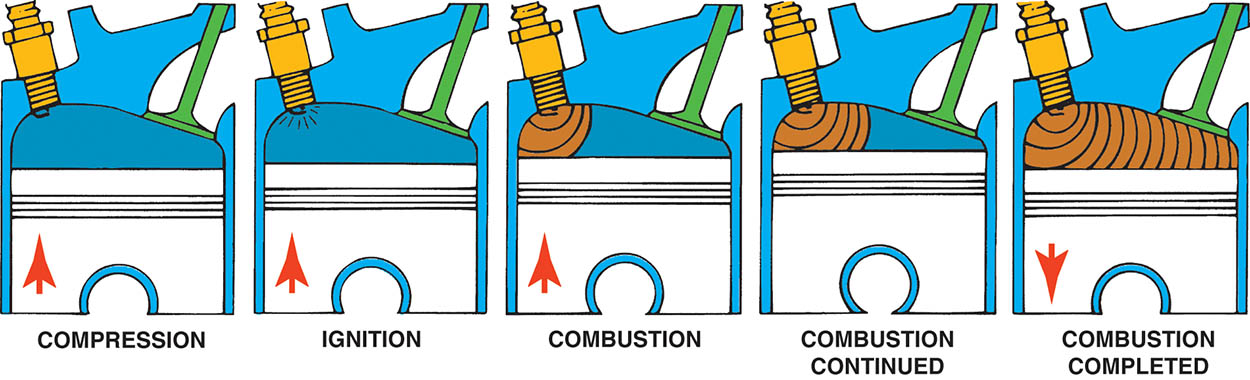 COMPRESSION
IGNITION
COMBUSTION
COMBUSTION
CONTINUED
COMBUSTION
COMPLETED